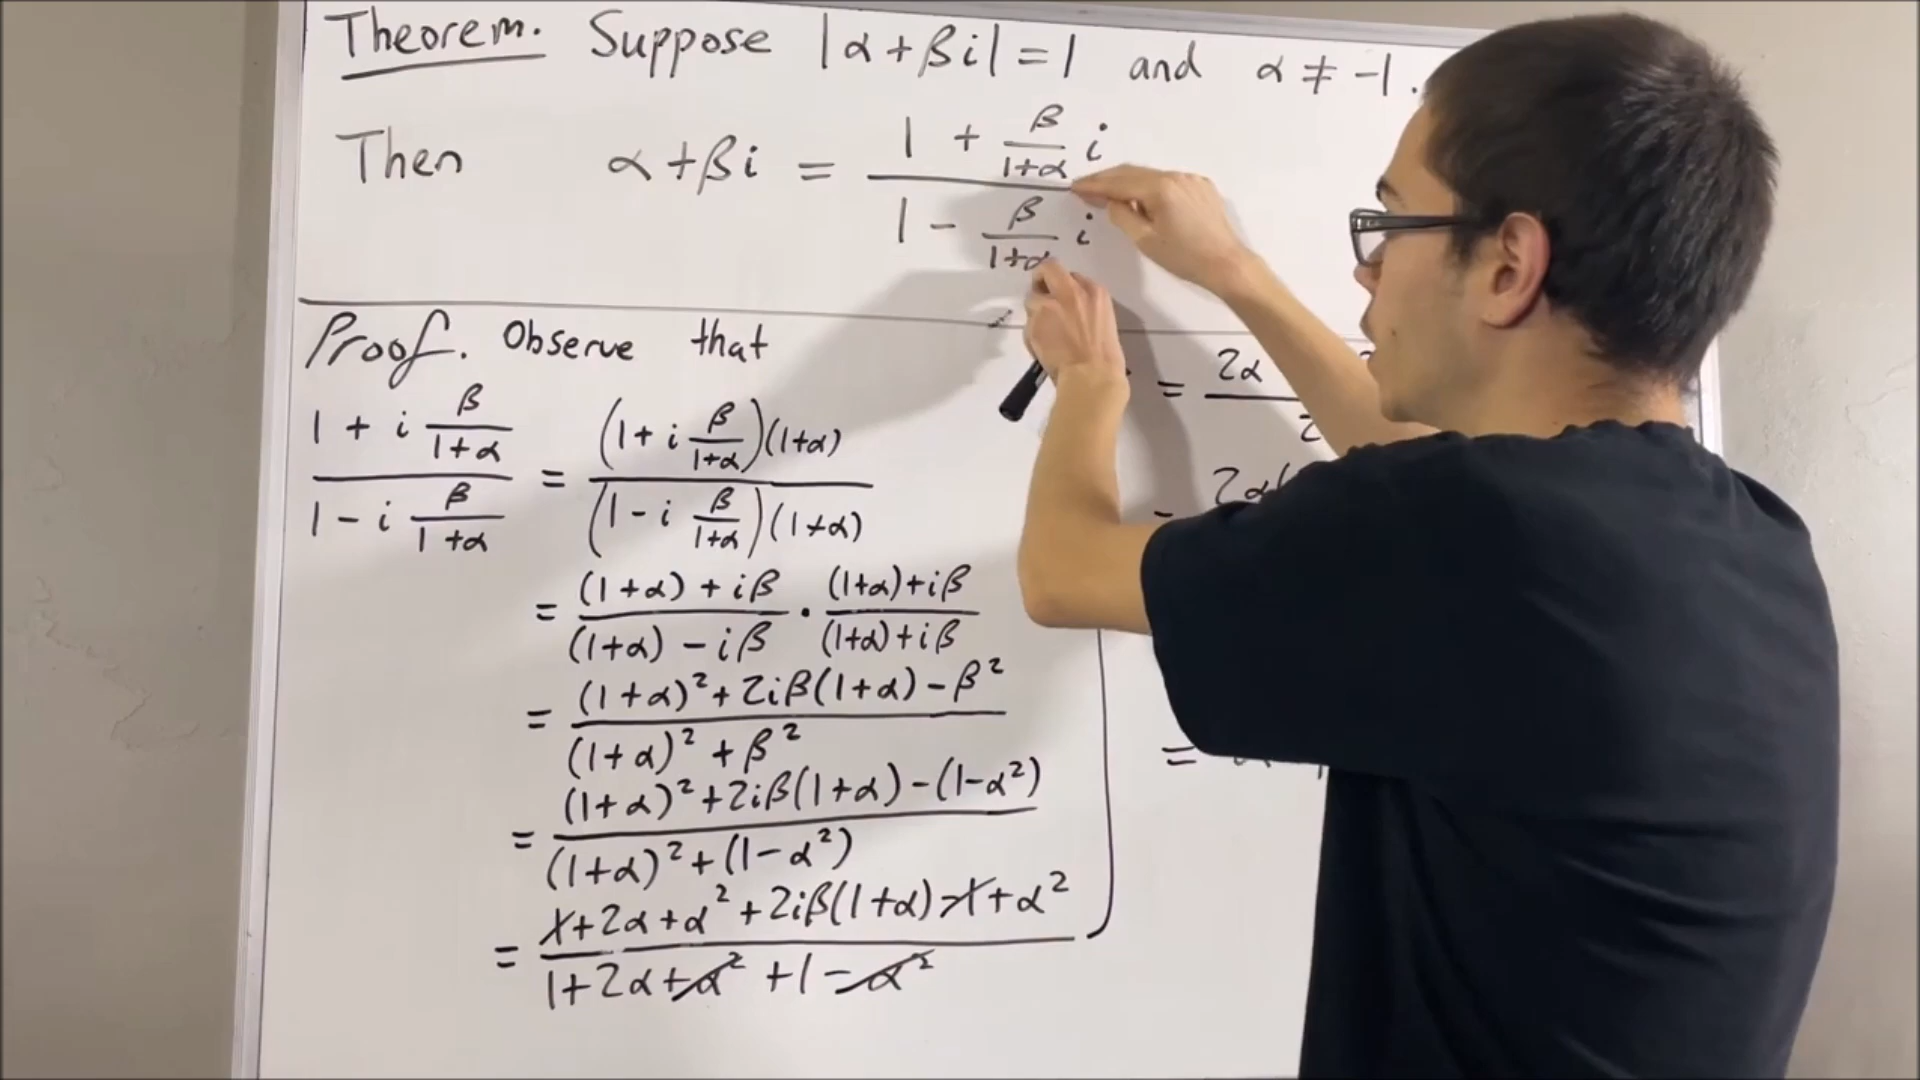 Theorem. Suppose |α+βi|=1 and α ≠ -1.
Then α+βi = (1 + β/(1+α) i) / (1 - β/(1+α) i)
Proof. Observe that
(1 + i β/(1+α)) / (1 - i β/(1+α)) = ((1 + i β/(1+α))(1+α)) / ((1 - i β/(1+α))(1+α))
= ((1+α) + iβ) / ((1+α) - iβ) · ((1+α)+iβ) / ((1+α)+iβ)
= ((1+α)² + 2iβ(1+α) - β²) / ((1+α)² + β²)
= ((1+α)² + 2iβ(1+α) - (1-α²)) / ((1+α)² + (1-α²))
= (1+2α+α² + 2iβ(1+α) - 1 + α²) / (1+2α+α² + 1 - α²)
= 2α
2
2α(
=